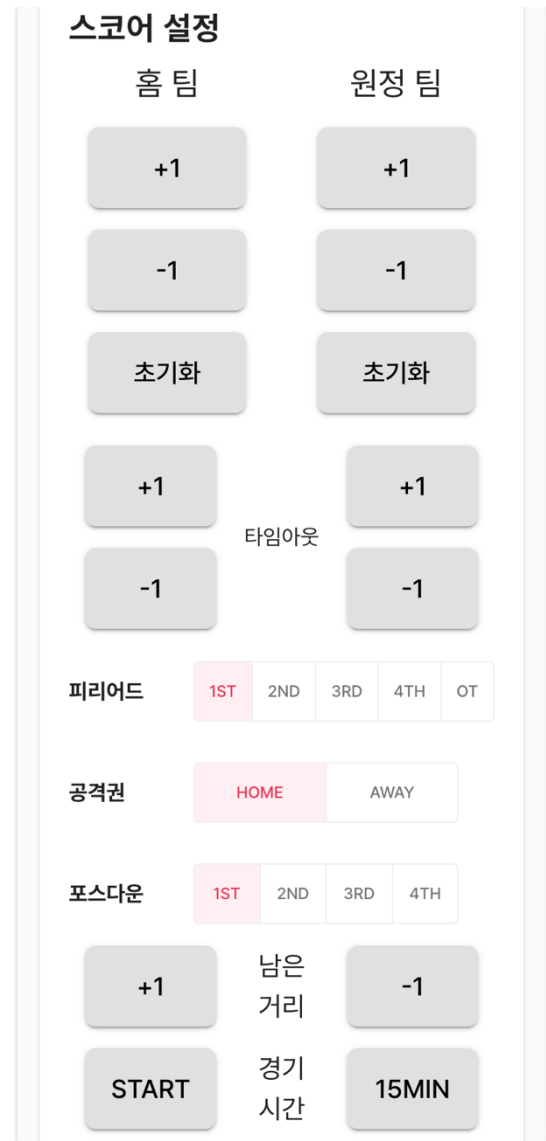 스코어 설정
홈 팀 원정 팀
+1 +1
-1 -1
초기화 초기화
+1 +1
타임아웃
-1 -1
피리어드 1ST 2ND 3RD 4TH OT
공격권 HOME AWAY
포스다운 1ST 2ND 3RD 4TH
+1 남은 거리 -1
START 경기 시간 15MIN